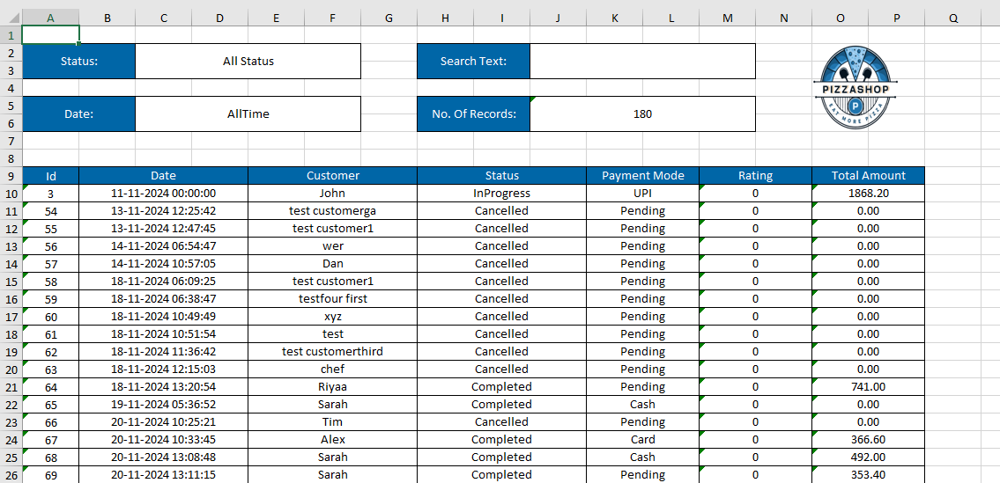 A B C D E F G H I J K L M N O P Q
1
2 Status: All Status Search Text:
3
4 PIZZASHOP
5 Date: AllTime No. Of Records: 180 P
6 EAT MORE PIZZA
7
8
9 Id Date Customer Status Payment Mode Rating Total Amount
10 3 11-11-2024 00:00:00 John InProgress UPI 0 1868.20
11 54 13-11-2024 12:25:42 test customerga Cancelled Pending 0 0.00
12 55 13-11-2024 12:47:45 test customer1 Cancelled Pending 0 0.00
13 56 14-11-2024 06:54:47 wer Cancelled Pending 0 0.00
14 57 14-11-2024 10:57:05 Dan Cancelled Pending 0 0.00
15 58 18-11-2024 06:09:25 test customer1 Cancelled Pending 0 0.00
16 59 18-11-2024 06:38:47 testfour first Cancelled Pending 0 0.00
17 60 18-11-2024 10:49:49 xyz Cancelled Pending 0 0.00
18 61 18-11-2024 10:51:54 test Cancelled Pending 0 0.00
19 62 18-11-2024 11:36:42 test customerthird Cancelled Pending 0 0.00
20 63 18-11-2024 12:15:03 chef Cancelled Pending 0 0.00
21 64 18-11-2024 13:20:54 Riyaa Completed Pending 0 741.00
22 65 19-11-2024 05:36:52 Sarah Completed Cash 0 0.00
23 66 20-11-2024 10:25:21 Tim Cancelled Pending 0 0.00
24 67 20-11-2024 10:33:45 Alex Completed Card 0 366.60
25 68 20-11-2024 13:08:48 Sarah Completed Cash 0 492.00
26 69 20-11-2024 13:11:15 Sarah Completed Pending 0 353.40